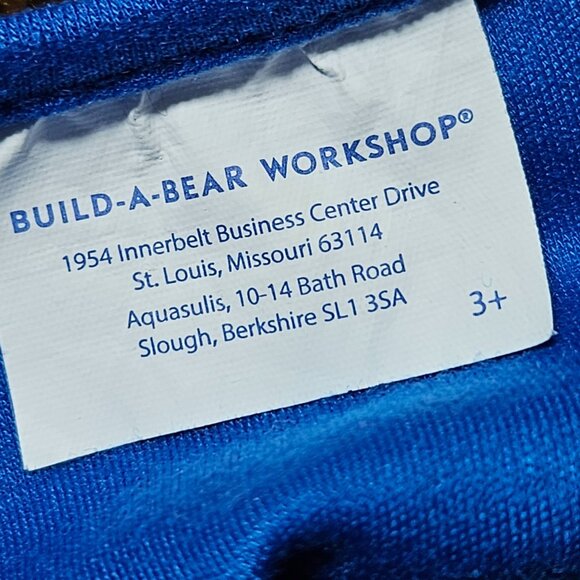 BUILD-A-BEAR WORKSHOP®
1954 Innerbelt Business Center Drive
St. Louis, Missouri 63114
Aquasulis, 10-14 Bath Road
Slough, Berkshire SL1 3SA
3+